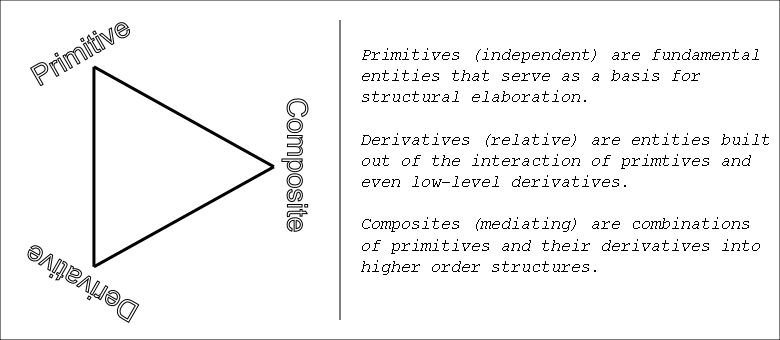 Primitive
Composite
Derivative
Primitives (independent) are fundamental
entities that serve as a basis for
structural elaboration.
Derivatives (relative) are entities built
out of the interaction of primtives and
even low-level derivatives.
Composites (mediating) are combinations
of primitives and their derivatives into
higher order structures.